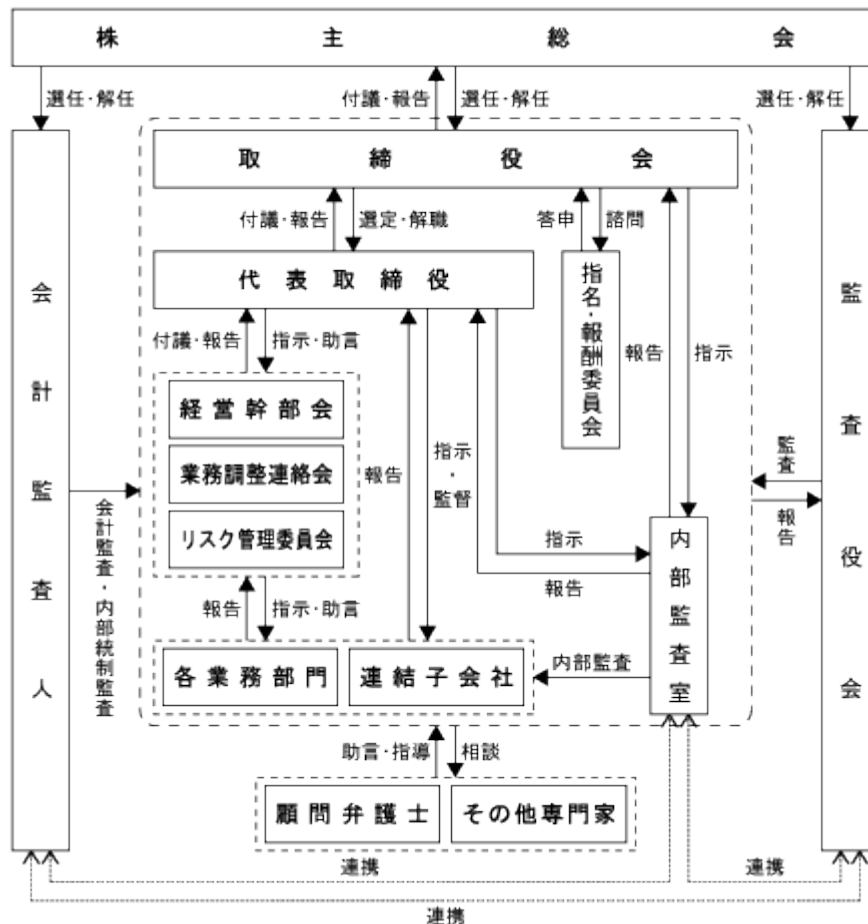 株主総会
選任・解任
付議・報告
選任・解任
選任・解任
取締役会
付議・報告
選定・解職
答申
諮問
代表取締役
指名・報酬委員会
報告
指示
付議・報告
指示・助言
経営幹部会
業務調整連絡会
リスク管理委員会
報告
指示・監督
会計監査人
会計監査・内部統制監査
監査役会
監査
報告
指示
報告
内部監査室
報告
指示・助言
各業務部門
連結子会社
内部監査
助言・指導
相談
顧問弁護士
その他専門家
連携
連携
連携